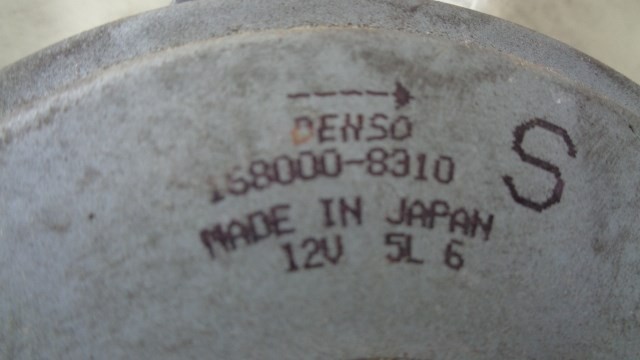 DENSO
168000-8310
S
MADE IN JAPAN
12V 5L 6